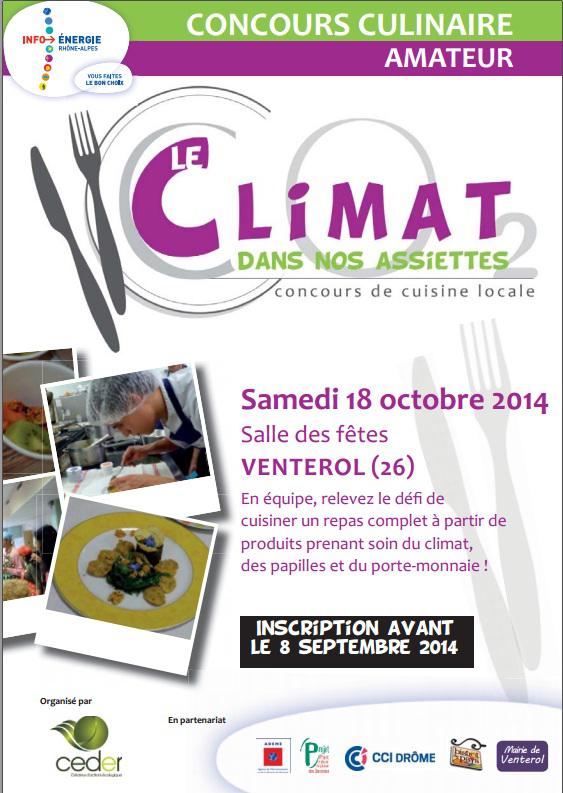 CONCOURS CULINAIRE
AMATEUR
INFO→ ÉNERGIE
RHÔNE-ALPES
VOUS FAITES
LE BON CHOIX
CO2
LE
CLiMAT
DANS NOS ASSiETTES
concours de cuisine locale
Samedi 18 octobre 2014
Salle des fêtes
VENTEROL (26)
En équipe, relevez le défi de
cuisiner un repas complet à partir de
produits prenant soin du climat,
des papilles et du porte-monnaie !
INSCRIPTION AVANT
LE 8 SEPTEMBRE 2014
Organisé par
ceder
En partenariat
ADEME
Projet
CCI DRÔME
Mairie de
Venterol